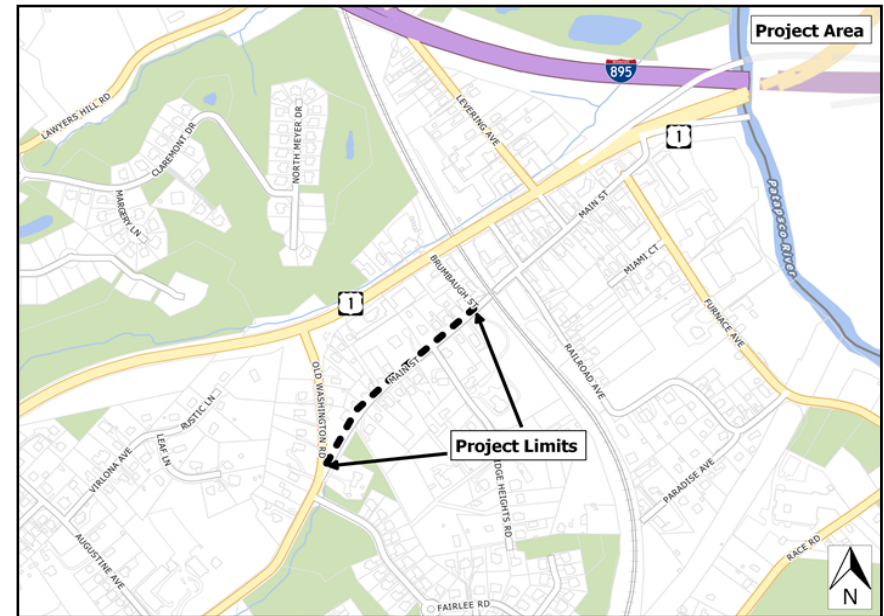 Project Area
895
LAWYERS HILL RD
LEVERING AVE
CLAREMONT DR
NORTH MEYER DR
1
MARGERY LN
MAIN ST
Patapsco River
BRUMBAUGH ST
MIAMI CT
1
FURNACE AVE
MAIN ST
RAILROAD AVE
OLD WASHINGTON RD
RUSTIC LN
LEAF LN
Project Limits
VIRLONA AVE
PARADISE AVE
AUGUSTINE AVE
HEIGHTS RD
RACE RD
FAIRLEE RD
N